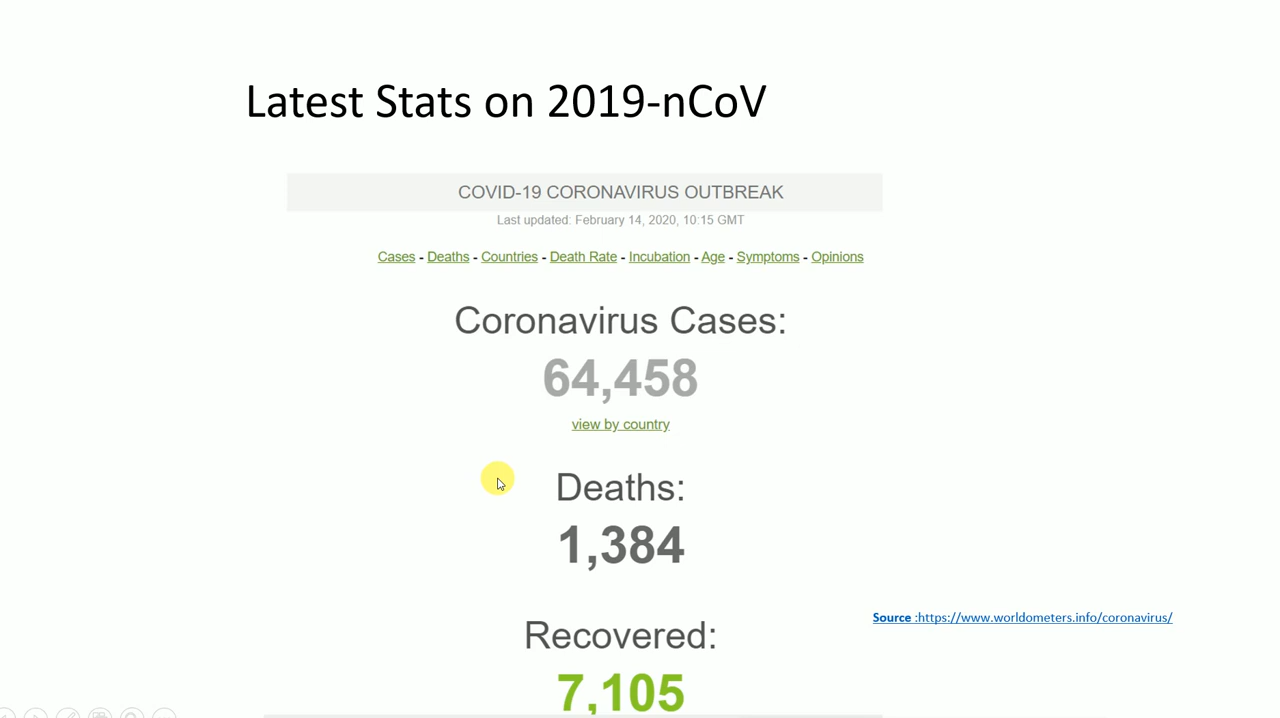 Latest Stats on 2019-nCoV
COVID-19 CORONAVIRUS OUTBREAK
Last updated: February 14, 2020, 10:15 GMT
Cases - Deaths - Countries - Death Rate - Incubation - Age - Symptoms - Opinions
Coronavirus Cases:
64,458
view by country
Deaths:
1,384
Source :https://www.worldometers.info/coronavirus/
Recovered:
7,105